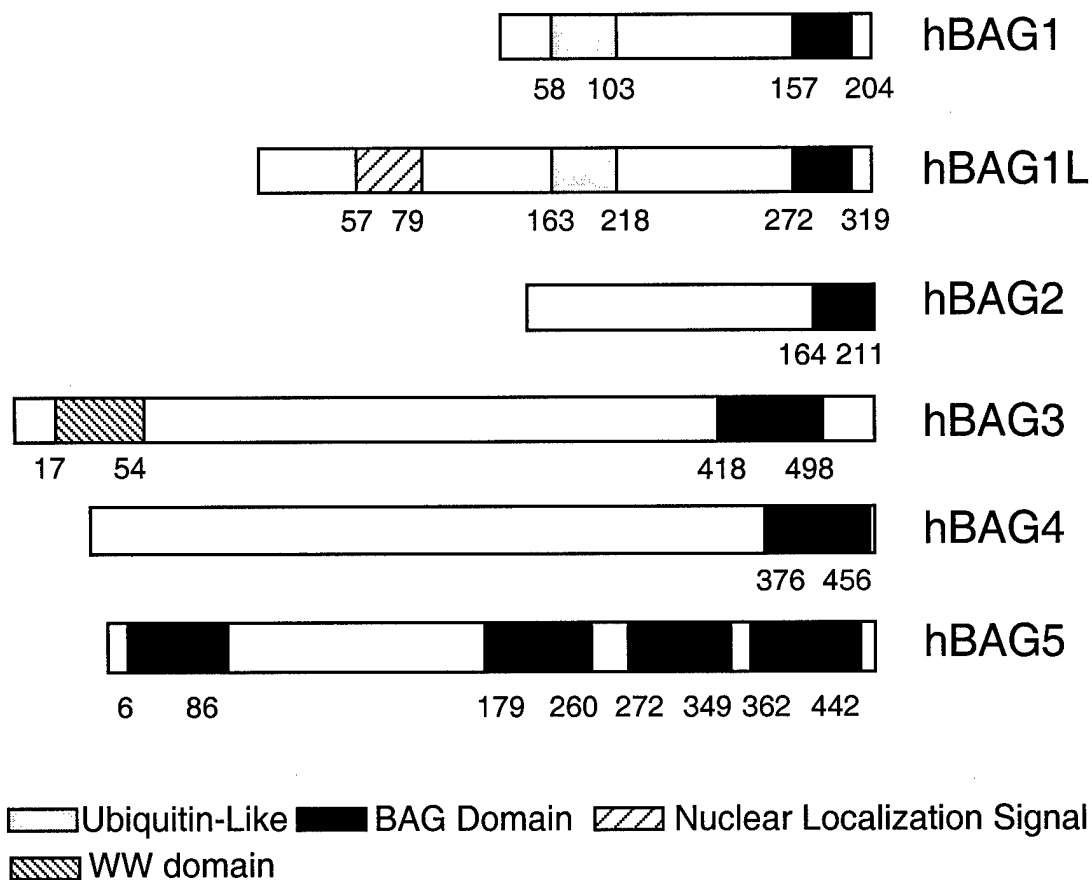 hBAG1
58 103 157 204
hBAG1L
57 79 163 218 272 319
hBAG2
164 211
hBAG3
17 54 418 498
hBAG4
376 456
hBAG5
6 86 179 260 272 349 362 442
Ubiquitin-Like BAG Domain Nuclear Localization Signal
WW domain